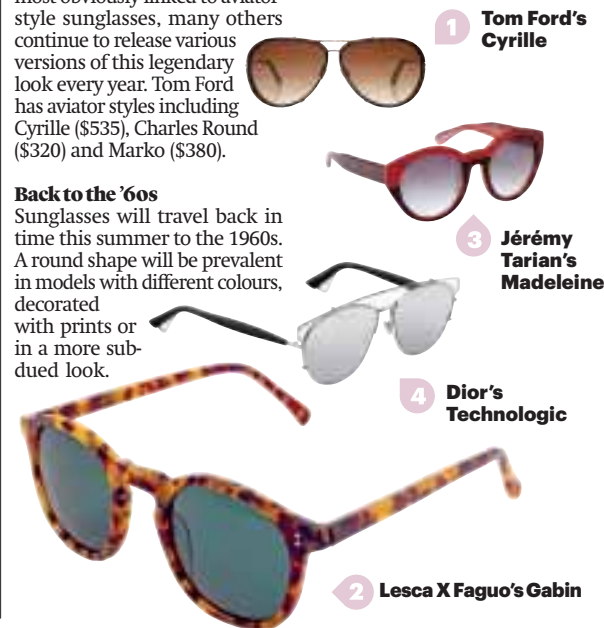 style sunglasses, many others
continue to release various
versions of this legendary
look every year. Tom Ford
has aviator styles including
Cyrille ($535), Charles Round
($320) and Marko ($380).
Back to the ’60s
Sunglasses will travel back in
time this summer to the 1960s.
A round shape will be prevalent
in models with different colours,
decorated
with prints or
in a more sub-
dued look.
1
Tom Ford’s
Cyrille
3
Jérémy
Tarian’s
Madeleine
4
Dior’s
Technologic
2
Lesca X Faguo’s Gabin